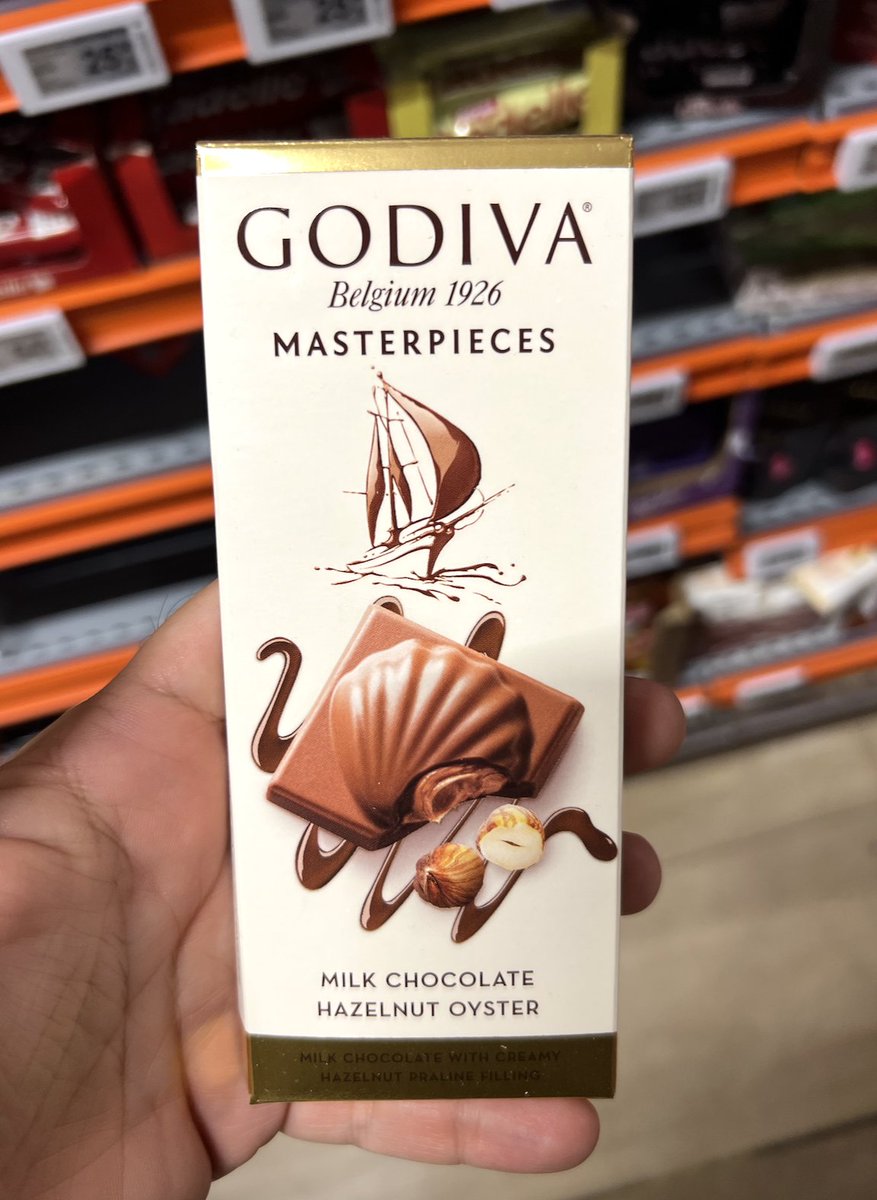 GODIVA®
Belgium 1926
MASTERPIECES
MILK CHOCOLATE
HAZELNUT OYSTER
MILK CHOCOLATE WITH CREAMY
HAZELNUT PRALINE FILLING